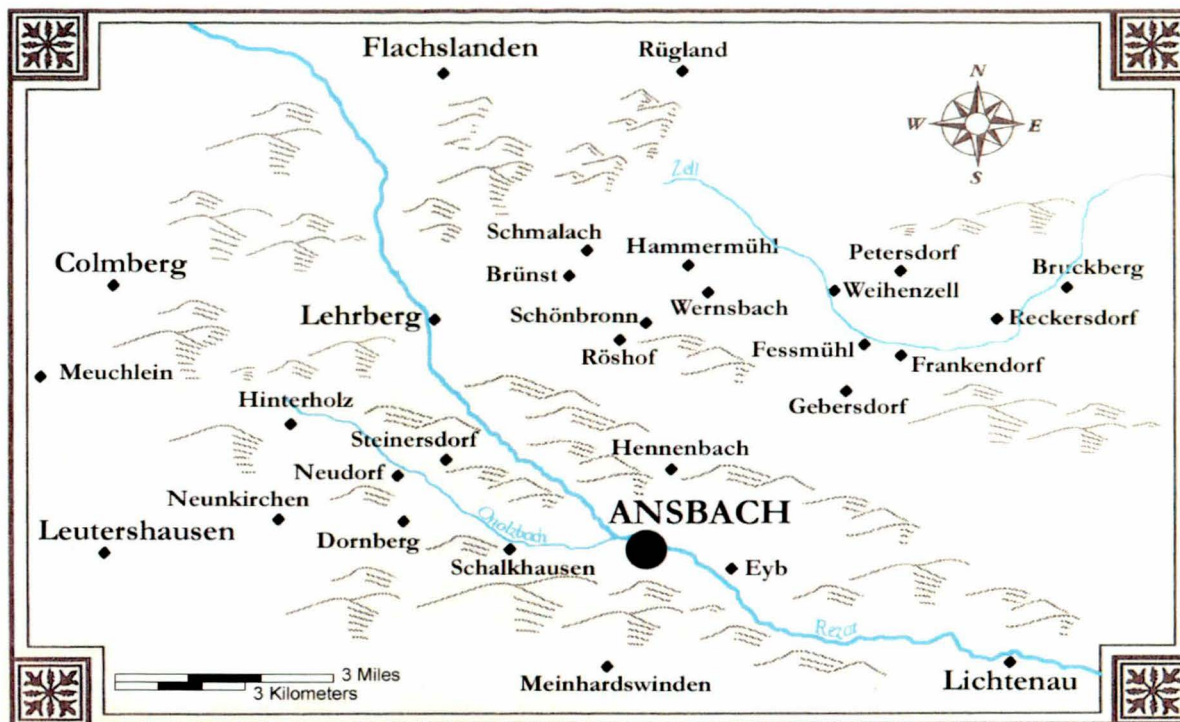 Flachslanden
Rügland
N
W
E
S
Zell
Schmalach
Hammermühl
Petersdorf
Colmberg
Brünst
Bruckberg
Weihenzell
Lehrberg
Schönbronn
Wernsbach
Reckersdorf
Röshof
Fessmühl
Frankendorf
Meuchlein
Hinterholz
Gebersdorf
Steinersdorf
Hennenbach
Neudorf
Neunkirchen
ANSBACH
Leutershausen
Onolzbach
Dornberg
Schalkhausen
Eyb
Rezat
3 Miles
3 Kilometers
Meinhardswinden
Lichtenau